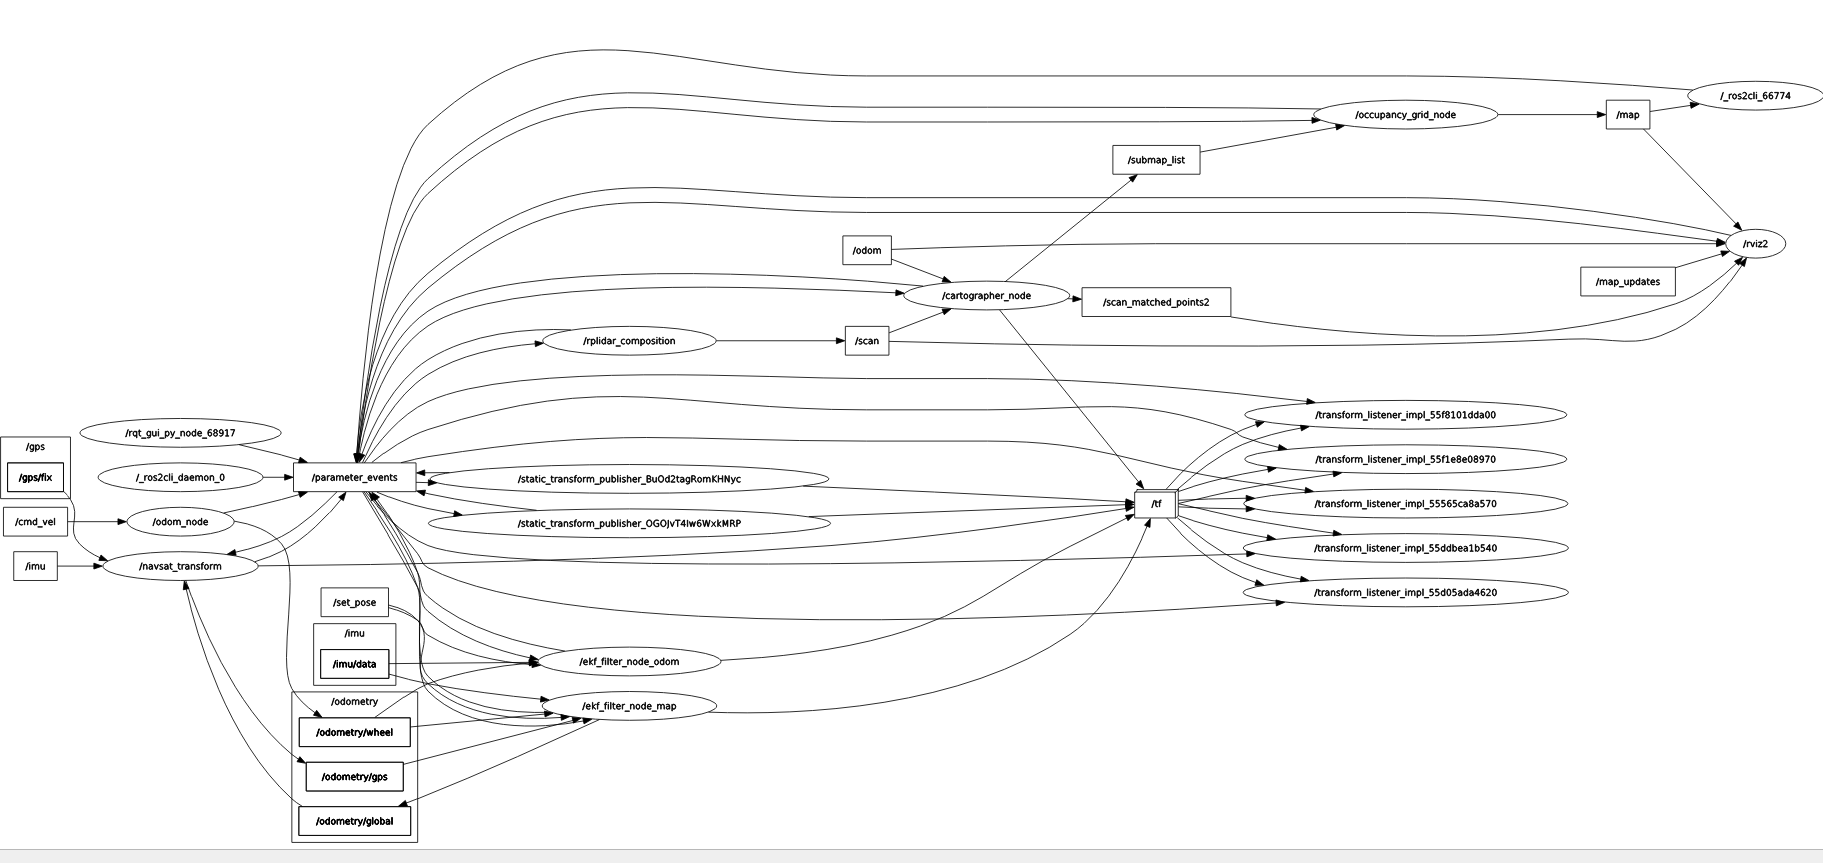 /_ros2cli_66774
/occupancy_grid_node
/map
/submap_list
/odom
/rviz2
/map_updates
/cartographer_node
/scan_matched_points2
/rplidar_composition
/scan
/transform_listener_impl_55f8101dda00
/rqt_gui_py_node_68917
/gps
/transform_listener_impl_55f1e8e08970
/gps/fix
/_ros2cli_daemon_0
/parameter_events
/static_transform_publisher_BuOd2tagRomKHNyc
/tf
/transform_listener_impl_55565ca8a570
/cmd_vel
/odom_node
/static_transform_publisher_OGOJvT4Iw6WxkMRP
/transform_listener_impl_55ddbea1b540
/imu
/navsat_transform
/transform_listener_impl_55d05ada4620
/set_pose
/imu
/imu/data
/ekf_filter_node_odom
/odometry
/ekf_filter_node_map
/odometry/wheel
/odometry/gps
/odometry/global